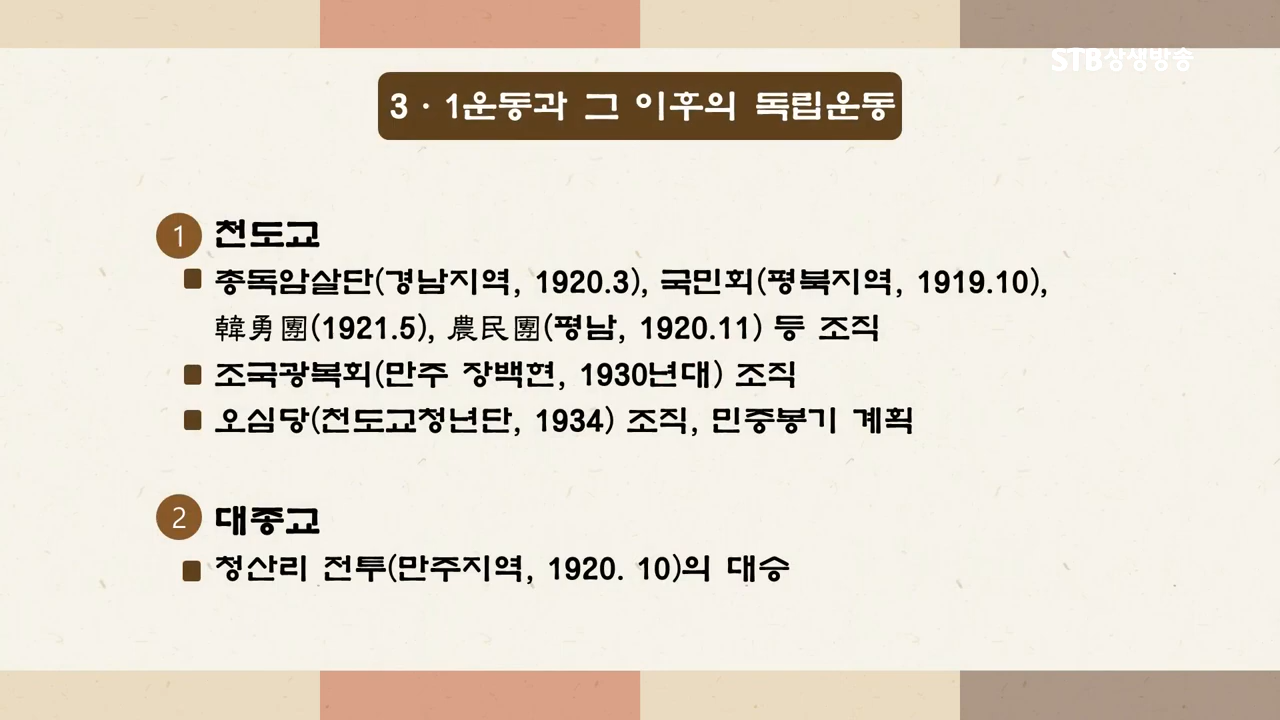 STB상생방송
3·1운동과 그 이후의 독립운동
1 천도교
총독암살단(경남지역, 1920.3), 국민회(평북지역, 1919.10),
韓勇團(1921.5), 農民團(평남, 1920.11) 등 조직
조국광복회(만주 장백현, 1930년대) 조직
오심당(천도교청년단, 1934) 조직, 민중봉기 계획
2 대종교
청산리 전투(만주지역, 1920. 10)의 대승